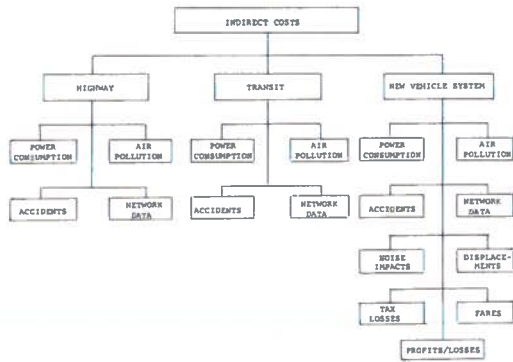 INDIRECT COSTS
HIGHWAY
TRANSIT
NEW VEHICLE SYSTEM
POWER
CONSUMPTION
AIR
POLLUTION
POWER
CONSUMPTION
AIR
POLLUTION
POWER
CONSUMPTION
AIR
POLLUTION
ACCIDENTS
NETWORK
DATA
ACCIDENTS
NETWORK
DATA
ACCIDENTS
NETWORK
DATA
NOISE
IMPACTS
DISPLACE-
MENTS
TAX
LOSSES
FARES
PROFITS/LOSSES